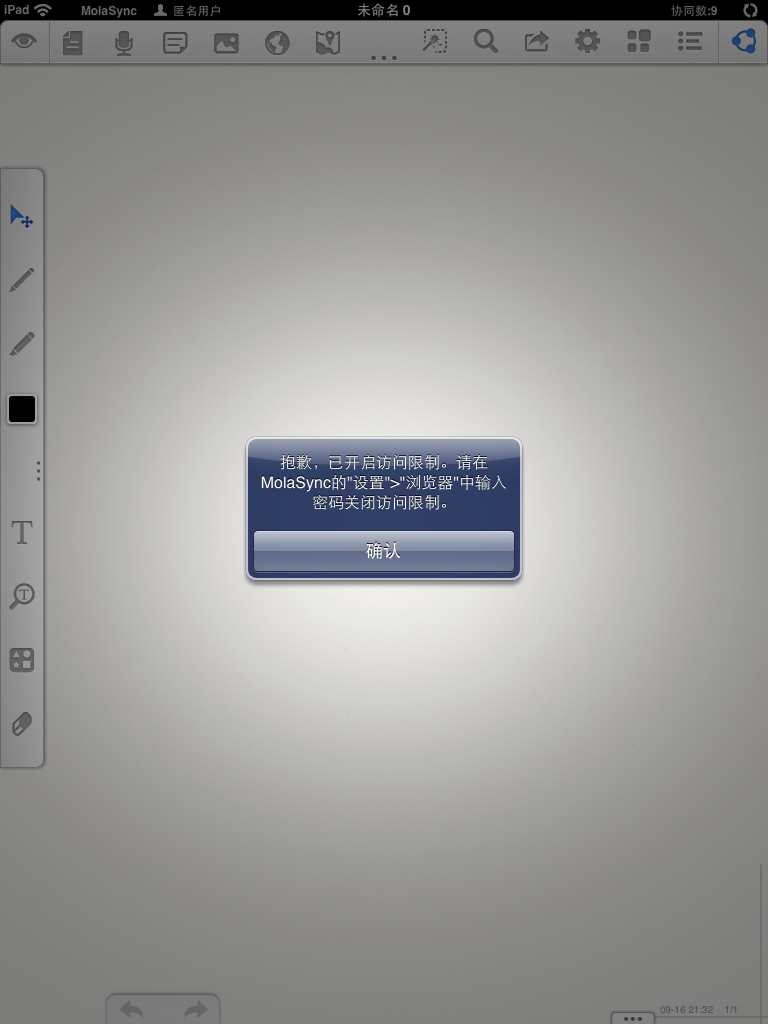 iPad MolaSync 匿名用户 未命名 0 协同数:9
抱歉，已开启访问限制。请在
MolaSync的"设置">"浏览器"中输入
密码关闭访问限制。
确认
T
T
09-16 21:32 1/1